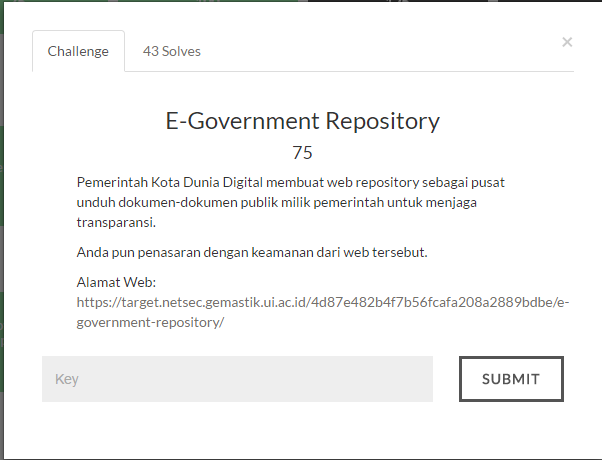 Challenge
43 Solves
×
E-Government Repository
75
Pemerintah Kota Dunia Digital membuat web repository sebagai pusat
unduh dokumen-dokumen publik milik pemerintah untuk menjaga
transparansi.
Anda pun penasaran dengan keamanan dari web tersebut.
Alamat Web:
https://target.netsec.gemastik.ui.ac.id/4d87e482b4f7b56fcafa208a2889bdbe/e-
government-repository/
Key
SUBMIT